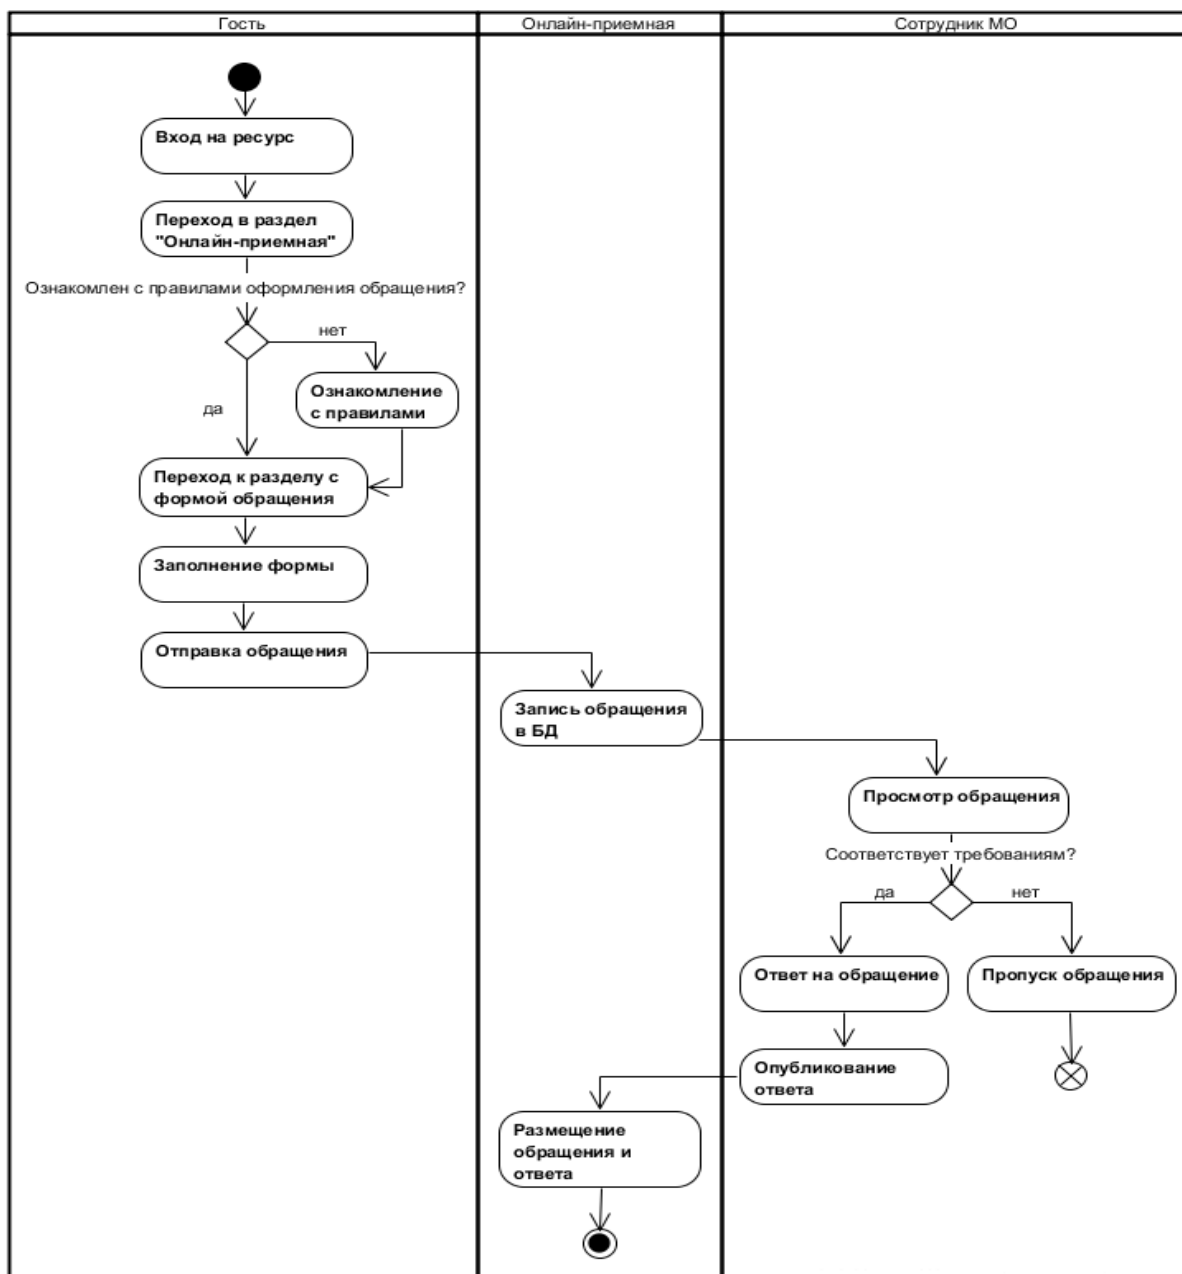 Гость
Онлайн-приемная
Сотрудник МО
Вход на ресурс
Переход в раздел
"Онлайн-приемная"
Ознакомлен с правилами оформления обращения?
нет
Ознакомление
с правилами
да
Переход к разделу с
формой обращения
Заполнение формы
Отправка обращения
Запись обращения
в БД
Просмотр обращения
Соответствует требованиям?
да
нет
Ответ на обращение
Пропуск обращения
Опубликование
ответа
Размещение
обращения и
ответа